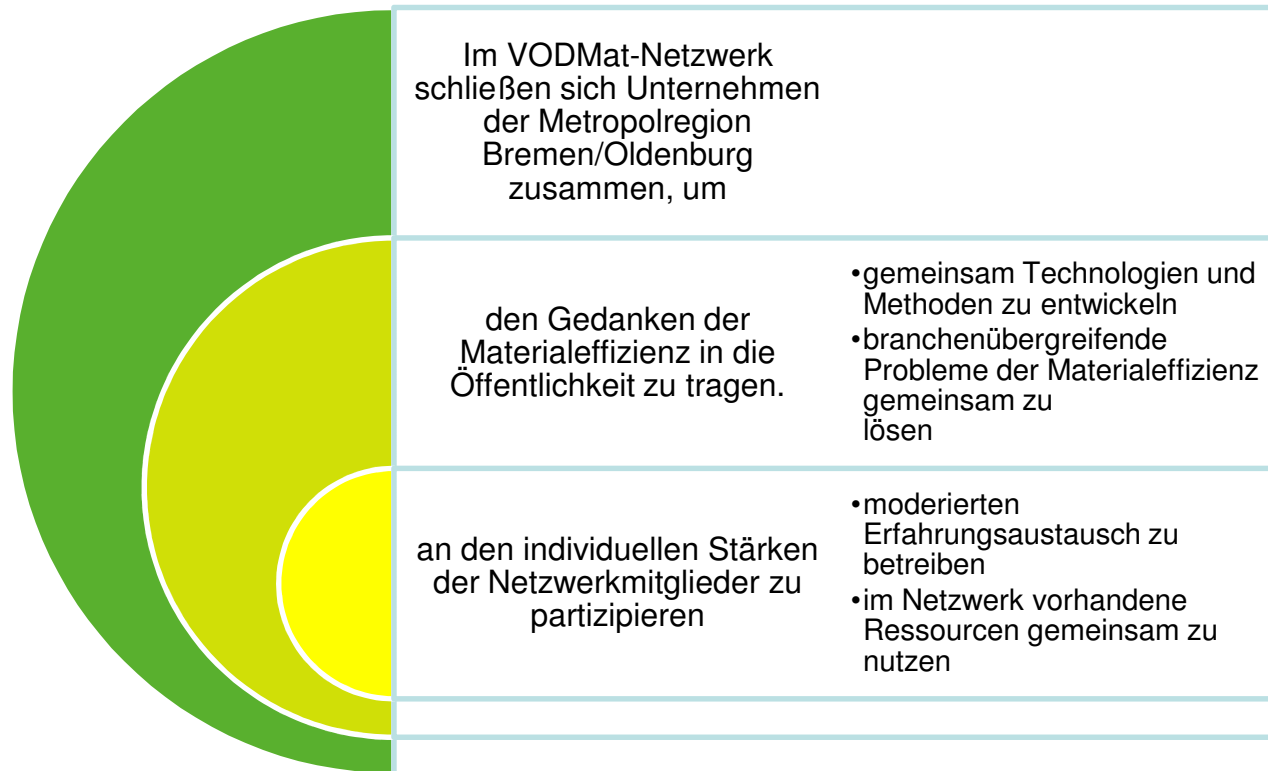 Im VODMat-Netzwerk
schließen sich Unternehmen
der Metropolregion
Bremen/Oldenburg
zusammen, um
den Gedanken der
Materialeffizienz in die
Öffentlichkeit zu tragen.
•gemeinsam Technologien und
Methoden zu entwickeln
•branchenübergreifende
Probleme der Materialeffizienz
gemeinsam zu
lösen
an den individuellen Stärken
der Netzwerkmitglieder zu
partizipieren
•moderierten
Erfahrungsaustausch zu
betreiben
•im Netzwerk vorhandene
Ressourcen gemeinsam zu
nutzen